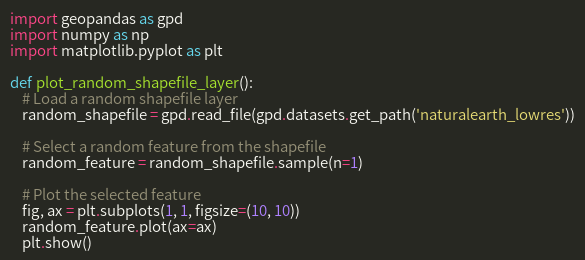 import geopandas as gpd
import numpy as np
import matplotlib.pyplot as plt

def plot_random_shapefile_layer():
    # Load a random shapefile layer
    random_shapefile = gpd.read_file(gpd.datasets.get_path('naturalearth_lowres'))

    # Select a random feature from the shapefile
    random_feature = random_shapefile.sample(n=1)

    # Plot the selected feature
    fig, ax = plt.subplots(1, 1, figsize=(10, 10))
    random_feature.plot(ax=ax)
    plt.show()